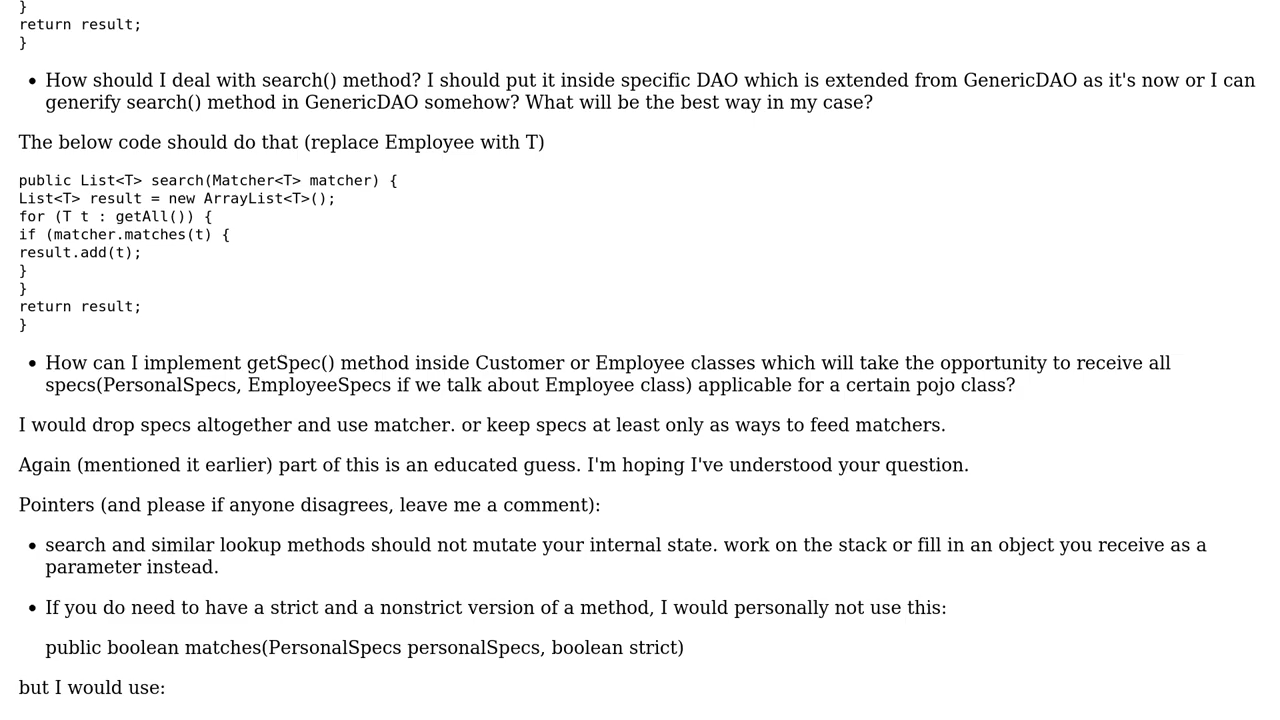 }
return result;
}
• How should I deal with search() method? I should put it inside specific DAO which is extended from GenericDAO as it's now or I can
generify search() method in GenericDAO somehow? What will be the best way in my case?
The below code should do that (replace Employee with T)
public List<T> search(Matcher<T> matcher) {
List<T> result = new ArrayList<T>();
for (T t : getAll()) {
if (matcher.matches(t) {
result.add(t);
}
}
return result;
}
• How can I implement getSpec() method inside Customer or Employee classes which will take the opportunity to receive all
specs(PersonalSpecs, EmployeeSpecs if we talk about Employee class) applicable for a certain pojo class?
I would drop specs altogether and use matcher. or keep specs at least only as ways to feed matchers.
Again (mentioned it earlier) part of this is an educated guess. I'm hoping I've understood your question.
Pointers (and please if anyone disagrees, leave me a comment):
• search and similar lookup methods should not mutate your internal state. work on the stack or fill in an object you receive as a
parameter instead.
• If you do need to have a strict and a nonstrict version of a method, I would personally not use this:
public boolean matches(PersonalSpecs personalSpecs, boolean strict)
but I would use: